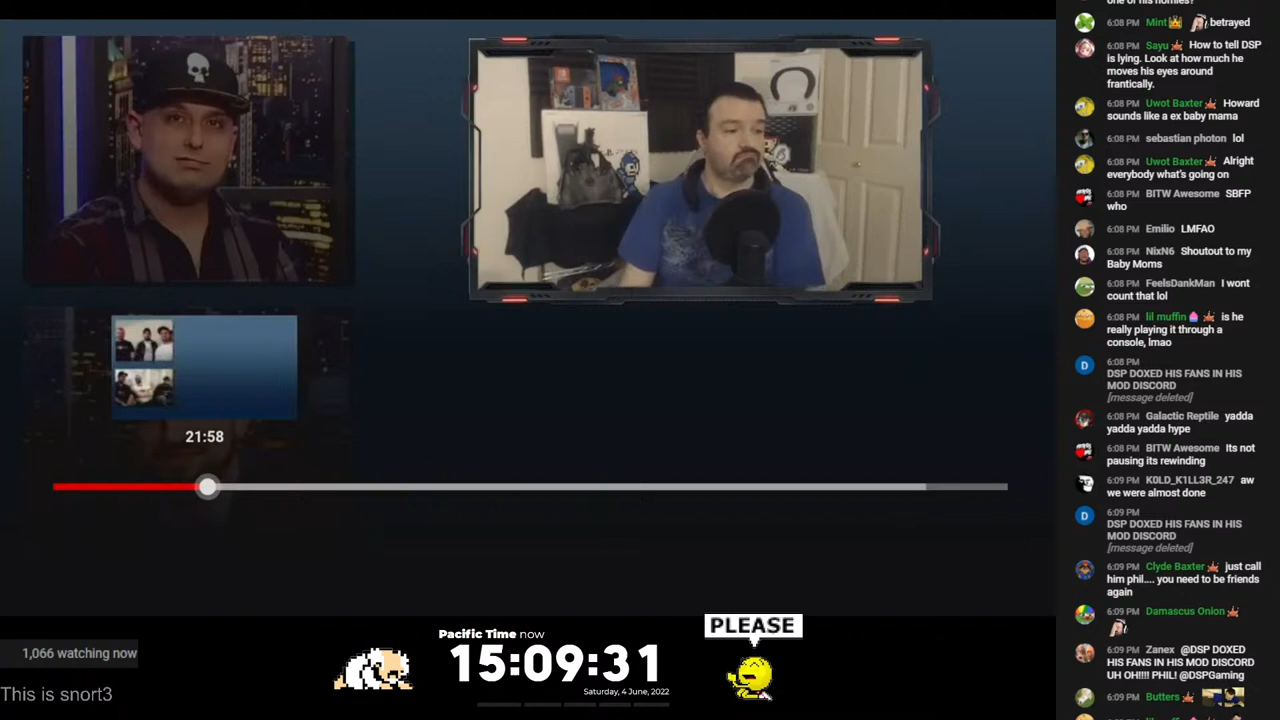 one of his homies?
6:08 PM Mint betrayed
6:08 PM Sayu How to tell DSP
is lying. Look at how much he
moves his eyes around
frantically.
6:08 PM Uwot Baxter Howard
sounds like a ex baby mama
6:08 PM sebastian photon lol
6:08 PM Uwot Baxter Alright
everybody what's going on
6:08 PM BITW Awesome SBFP
who
6:08 PM Emilio LMFAO
6:08 PM NixN6 Shoutout to my
Baby Moms
6:08 PM FeelsDankMan I wont
count that lol
6:08 PM lil muffin is he
really playing it through a
console, lmao
D
6:08 PM
DSP DOXED HIS FANS IN HIS
MOD DISCORD
[message deleted]
6:08 PM Galactic Reptile yadda
yadda yadda hype
6:08 PM BITW Awesome Its not
pausing its rewinding
6:09 PM K0LD_K1LL3R_247 aw
we were almost done
D
6:09 PM
DSP DOXED HIS FANS IN HIS
MOD DISCORD
[message deleted]
6:09 PM Clyde Baxter just call
him phil.... you need to be friends
again
6:09 PM Damascus Onion
6:09 PM Zanex @DSP DOXED
HIS FANS IN HIS MOD DISCORD
UH OH!!!! PHIL! @DSPGaming
6:09 PM Butters
21:58
1,066 watching now
This is snort3
Pacific Time now
15:09:31
Saturday, 4 June, 2022
PLEASE